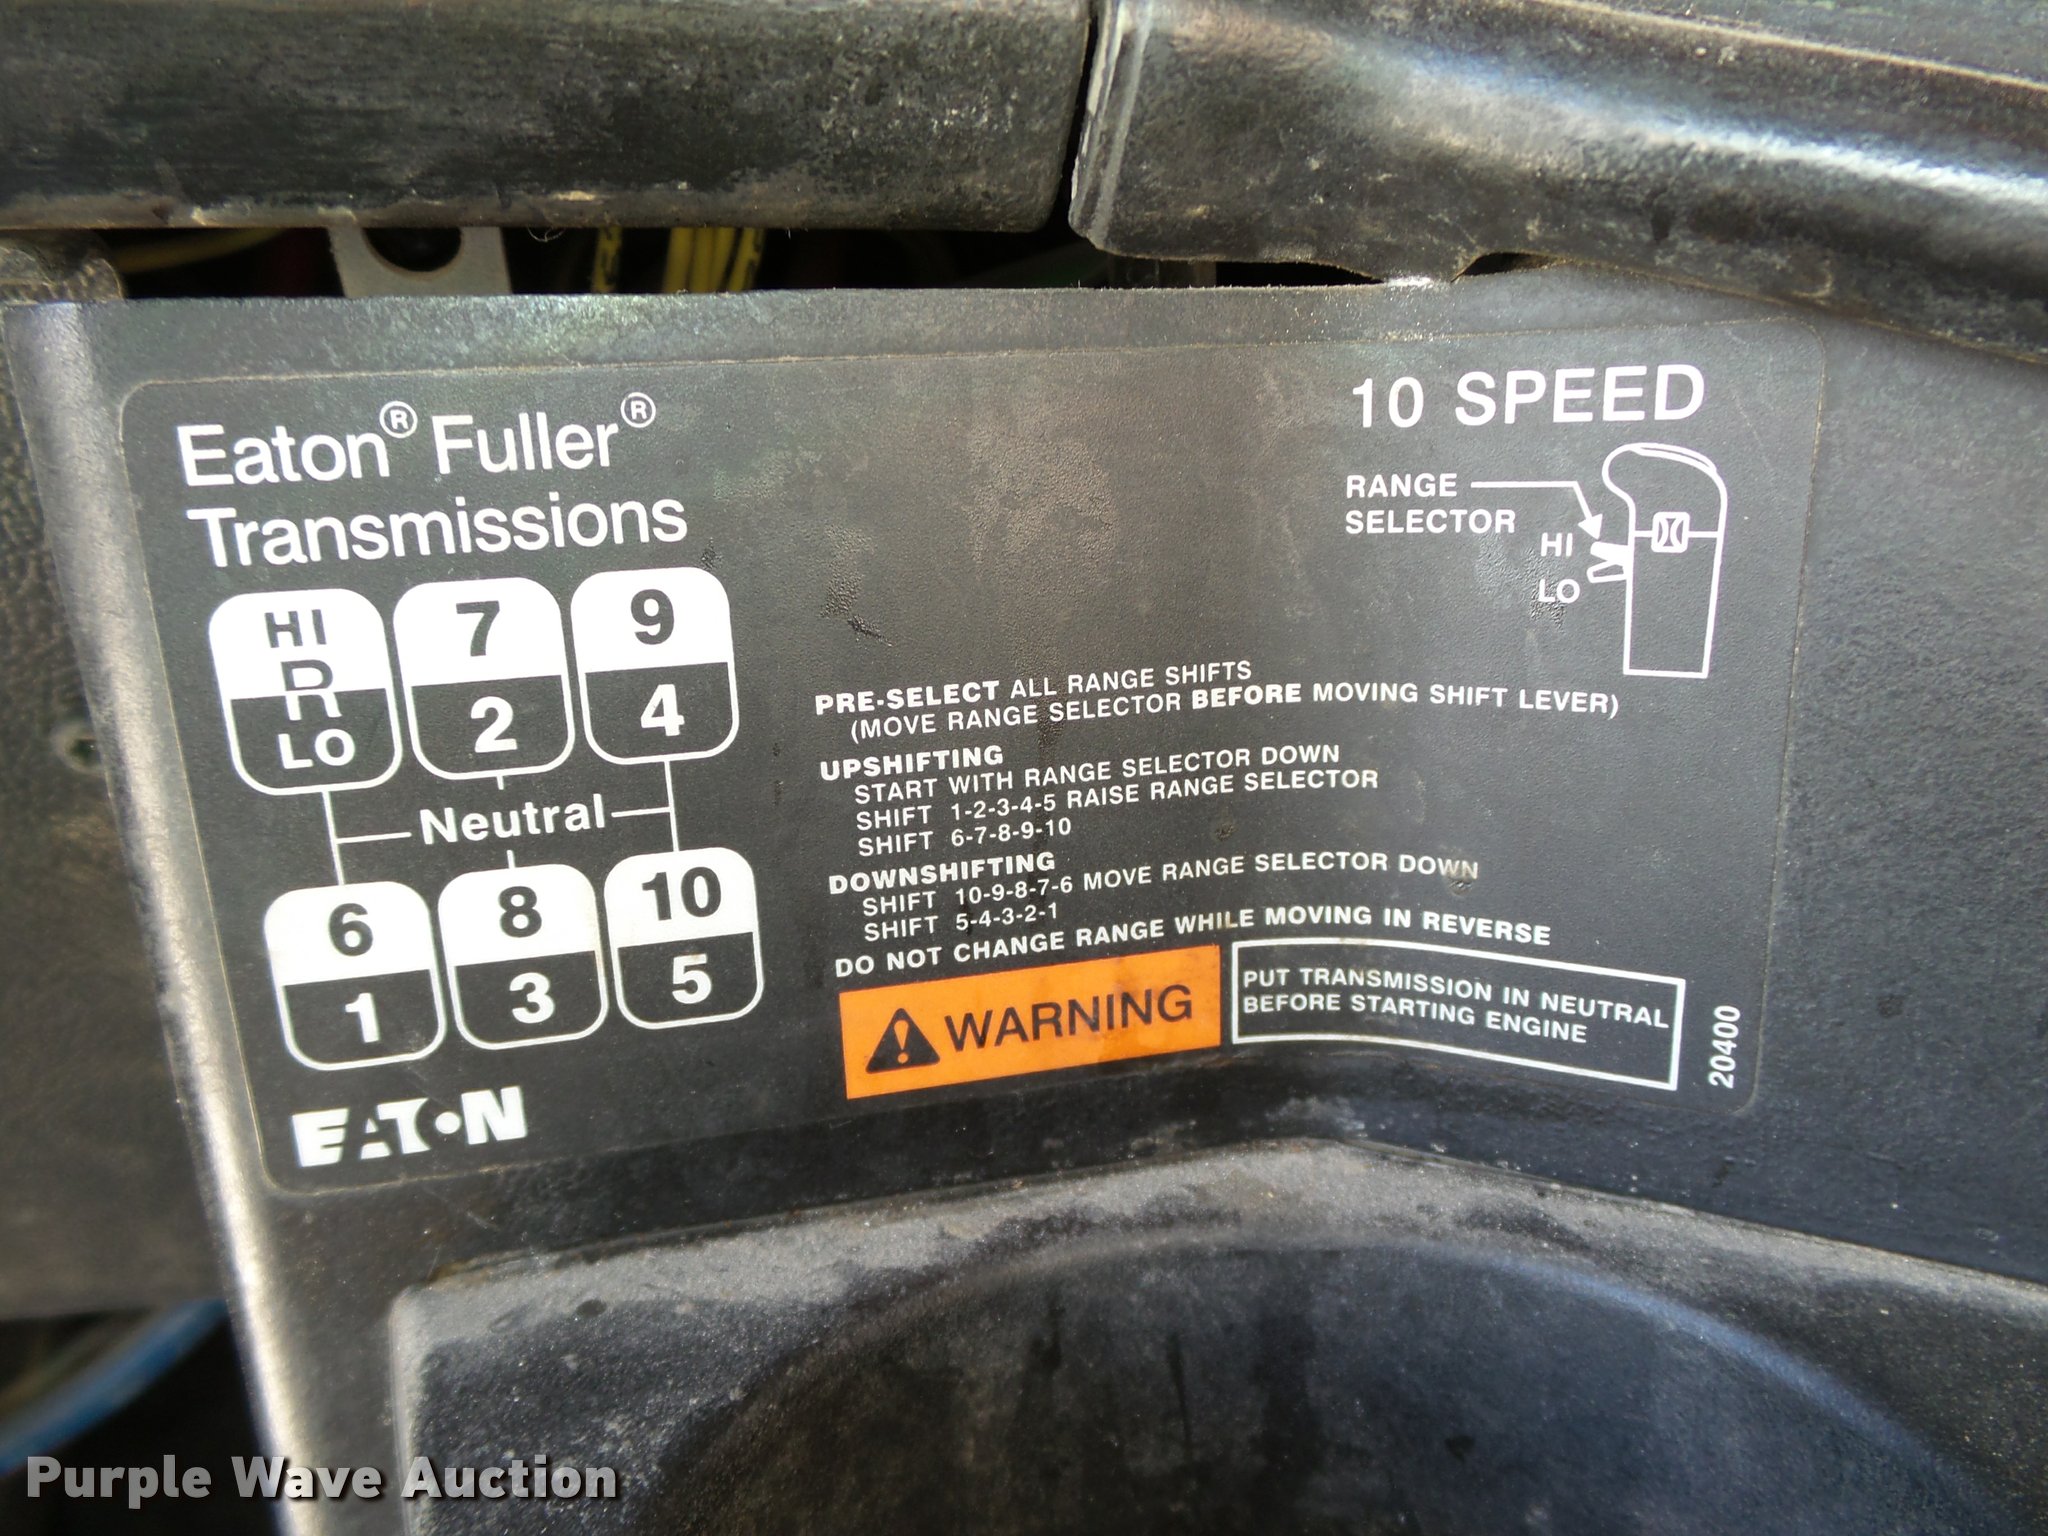 Eaton® Fuller®
Transmissions
10 SPEED
RANGE
SELECTOR
HI
LO
HI
R
LO
7
2
9
4
Neutral
6
1
8
3
10
5
EATON
PRE-SELECT ALL RANGE SHIFTS
(MOVE RANGE SELECTOR BEFORE MOVING SHIFT LEVER)
UPSHIFTING
START WITH RANGE SELECTOR DOWN
SHIFT 1-2-3-4-5 RAISE RANGE SELECTOR
SHIFT 6-7-8-9-10
DOWNSHIFTING
SHIFT 10-9-8-7-6 MOVE RANGE SELECTOR DOWN
SHIFT 5-4-3-2-1
DO NOT CHANGE RANGE WHILE MOVING IN REVERSE
WARNING
PUT TRANSMISSION IN NEUTRAL
BEFORE STARTING ENGINE
20400
Purple Wave Auction